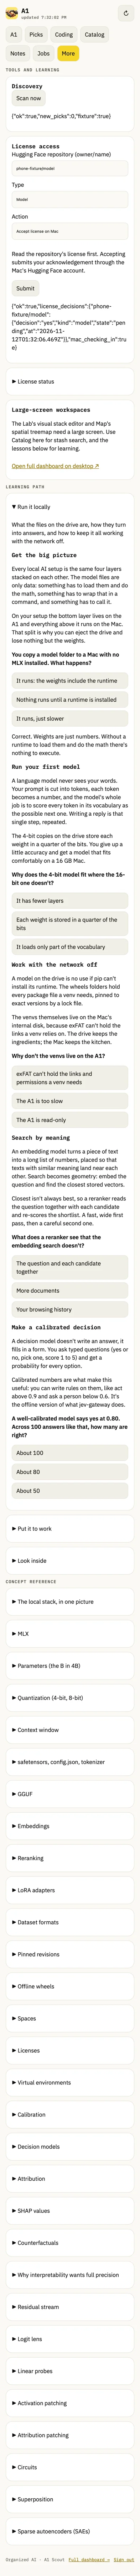 A1
updated 7:33:02 PM
A1
Picks
Coding
Catalog
Notes
Jobs
More
TOOLS AND LEARNING
Discovery
Scan now
{"ok":true,"new_picks":0,"fixture":true}
License access
Hugging Face repository (owner/name)
phone-fixture/model
Type
Model
Action
Accept license on Mac
Read the repository's license first. Accepting
only records your acknowledgement through the
Mac's Hugging Face account.
Submit
{"ok":true,"license_decisions":{"phone-
fixture/model":
{"decision":"yes","kind":"model","state":"pen
ding","at":"2026-11-
12T01:32:06.469Z"}},"mac_checking_in":tru
e}
▶ License status
Large-screen workspaces
The Lab's visual editor and Map's
spatial treemap need a large screen. Use
Catalog here for stash search, and the
lessons below for learning.
Open full dashboard on desktop ↗
LEARNING PATH
▼ Run it locally
What the files on the drive are, how they turn
into answers, and how to keep it all working
with the network off.
Get the big picture
Every local AI setup is the same four layers
stacked on each other. The model files are
inert data, so something has to do the math,
something has to wrap that math in a
command, and something has to call it.
On your setup the bottom layer lives on the
A1 and everything above it runs on the Mac.
That split is why you can move the drive
between Macs but not the computing.
You copy a model folder to a Mac with no
MLX installed. What happens?
It runs: the weights include the runtime
Nothing runs until a runtime is installed
It runs, just slower
Correct. Weights are just numbers. Without a
runtime to load them and do the math there's
nothing to execute.
Run your first model
A language model never sees your words.
Your prompt is cut into tokens, each token
becomes a number, and the model's entire
job is to score every token in its vocabulary as
the possible next one. Writing a reply is that
single step, repeated.
The 4-bit copies on the drive store each
weight in a quarter of the bits. You give up a
little accuracy and get a model that fits
comfortably on a 16 GB Mac.
Why does the 4-bit model fit where the 16-
bit one doesn't?
It has fewer layers
Each weight is stored in a quarter of the
bits
It loads only part of the vocabulary
Work with the network off
A model on the drive is no use if pip can't
install its runtime. The wheels folders hold
every package file a venv needs, pinned to
exact versions by a lock file.
The venvs themselves live on the Mac's
internal disk, because exFAT can't hold the
links a venv relies on. The drive stores the
ingredients; the Mac keeps the kitchen.
Why don't the venvs live on the A1?
exFAT can't hold the links and
permissions a venv needs
The A1 is too slow
The A1 is read-only
Search by meaning
An embedding model turns a piece of text
into a long list of numbers, placed so that
texts with similar meaning land near each
other. Search becomes geometry: embed the
question and find the closest stored vectors.
Closest isn't always best, so a reranker reads
the question together with each candidate
and re-scores the shortlist. A fast, wide first
pass, then a careful second one.
What does a reranker see that the
embedding search doesn't?
The question and each candidate
together
More documents
Your browsing history
Make a calibrated decision
A decision model doesn't write an answer, it
fills in a form. You ask typed questions (yes or
no, pick one, score 1 to 5) and get a
probability for every option.
Calibrated numbers are what make this
useful: you can write rules on them, like act
above 0.9 and ask a person below 0.6. It's
the offline version of what jev-gateway does.
A well-calibrated model says yes at 0.80.
Across 100 answers like that, how many are
right?
About 100
About 80
About 50
▶ Put it to work
▶ Look inside
CONCEPT REFERENCE
▶ The local stack, in one picture
▶ MLX
▶ Parameters (the B in 4B)
▶ Quantization (4-bit, 8-bit)
▶ Context window
▶ safetensors, config.json, tokenizer
▶ GGUF
▶ Embeddings
▶ Reranking
▶ LoRA adapters
▶ Dataset formats
▶ Pinned revisions
▶ Offline wheels
▶ Spaces
▶ Licenses
▶ Virtual environments
▶ Calibration
▶ Decision models
▶ Attribution
▶ SHAP values
▶ Counterfactuals
▶ Why interpretability wants full precision
▶ Residual stream
▶ Logit lens
▶ Linear probes
▶ Activation patching
▶ Attribution patching
▶ Circuits
▶ Superposition
▶ Sparse autoencoders (SAEs)
Organized AI · A1 Scout Full dashboard ↗ Sign out